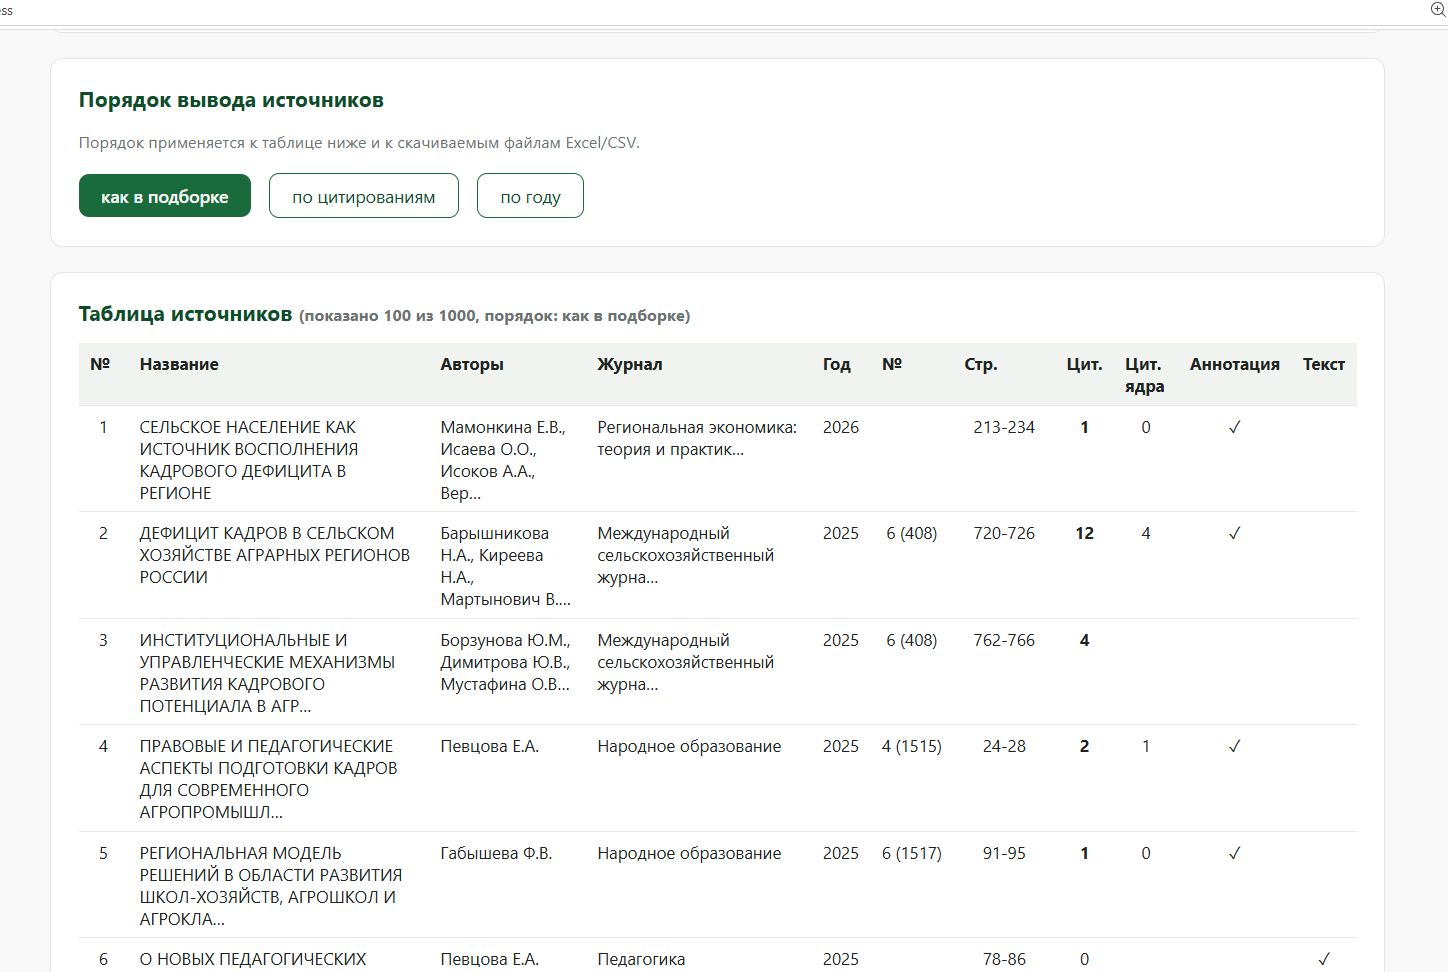 ss
Порядок вывода источников
Порядок применяется к таблице ниже и к скачиваемым файлам Excel/CSV.
как в подборке по цитированиям по году
Таблица источников (показано 100 из 1000, порядок: как в подборке)
№ Название Авторы Журнал Год № Стр. Цит. Цит. ядра Аннотация Текст
1 СЕЛЬСКОЕ НАСЕЛЕНИЕ КАК Мамонкина Е.В., Региональная экономика: 2026 213-234 1 0 ✓
ИСТОЧНИК ВОСПОЛНЕНИЯ Исаева О.О., теория и практик...
КАДРОВОГО ДЕФИЦИТА В Исоков А.А.,
РЕГИОНЕ Вер...
2 ДЕФИЦИТ КАДРОВ В СЕЛЬСКОМ Барышникова Международный 2025 6 (408) 720-726 12 4 ✓
ХОЗЯЙСТВЕ АГРАРНЫХ РЕГИОНОВ Н.А., Киреева сельскохозяйственный
РОССИИ Н.А., журна...
Мартынович В....
3 ИНСТИТУЦИОНАЛЬНЫЕ И Борзунова Ю.М., Международный 2025 6 (408) 762-766 4
УПРАВЛЕНЧЕСКИЕ МЕХАНИЗМЫ Димитрова Ю.В., сельскохозяйственный
РАЗВИТИЯ КАДРОВОГО Мустафина О.В... журна...
ПОТЕНЦИАЛА В АГР...
4 ПРАВОВЫЕ И ПЕДАГОГИЧЕСКИЕ Певцова Е.А. Народное образование 2025 4 (1515) 24-28 2 1 ✓
АСПЕКТЫ ПОДГОТОВКИ КАДРОВ
ДЛЯ СОВРЕМЕННОГО
АГРОПРОМЫШЛ...
5 РЕГИОНАЛЬНАЯ МОДЕЛЬ Габышева Ф.В. Народное образование 2025 6 (1517) 91-95 1 0 ✓
РЕШЕНИЙ В ОБЛАСТИ РАЗВИТИЯ
ШКОЛ-ХОЗЯЙСТВ, АГРОШКОЛ И
АГРОКЛА...
6 О НОВЫХ ПЕДАГОГИЧЕСКИХ Певцова Е.А. Педагогика 2025 78-86 0 ✓